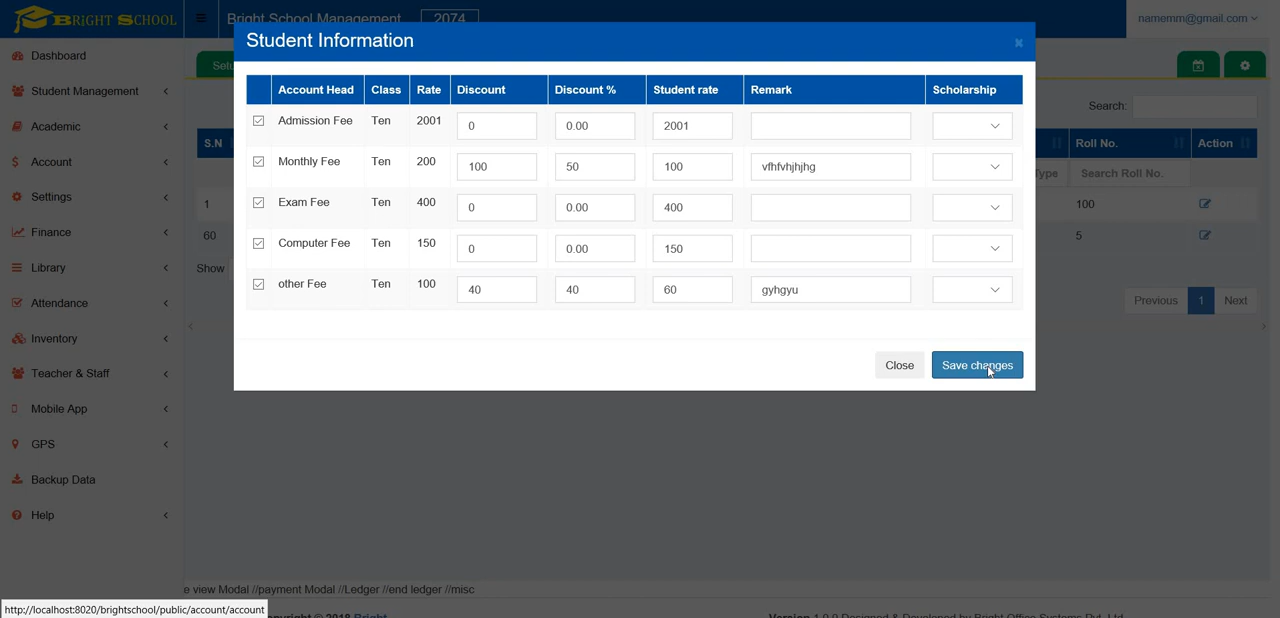 BRIGHT SCHOOL
Bright School Management 2074
namemm@gmail.com
Student Information
×
Dashboard
Student Management
Academic
Account
Settings
Finance
Library
Attendance
Inventory
Teacher & Staff
Mobile App
GPS
Backup Data
Help
Setu
Search:
S.N
Roll No. Action
Type Search Roll No.
1 100
60 5
Show
Previous 1 Next
Account Head Class Rate Discount Discount % Student rate Remark Scholarship
Admission Fee Ten 2001 0 0.00 2001
Monthly Fee Ten 200 100 50 100 vfhfvhjhjhg
Exam Fee Ten 400 0 0.00 400
Computer Fee Ten 150 0 0.00 150
other Fee Ten 100 40 40 60 gyhgyu
Close Save changes
e view Modal //payment Modal //Ledger //end ledger //misc
http://localhost:8020/brightschool/public/account/account
pyright © 2018 Bright
Version 1.0.0 Designed & Developed by Bright Office Systems Pvt. Ltd.